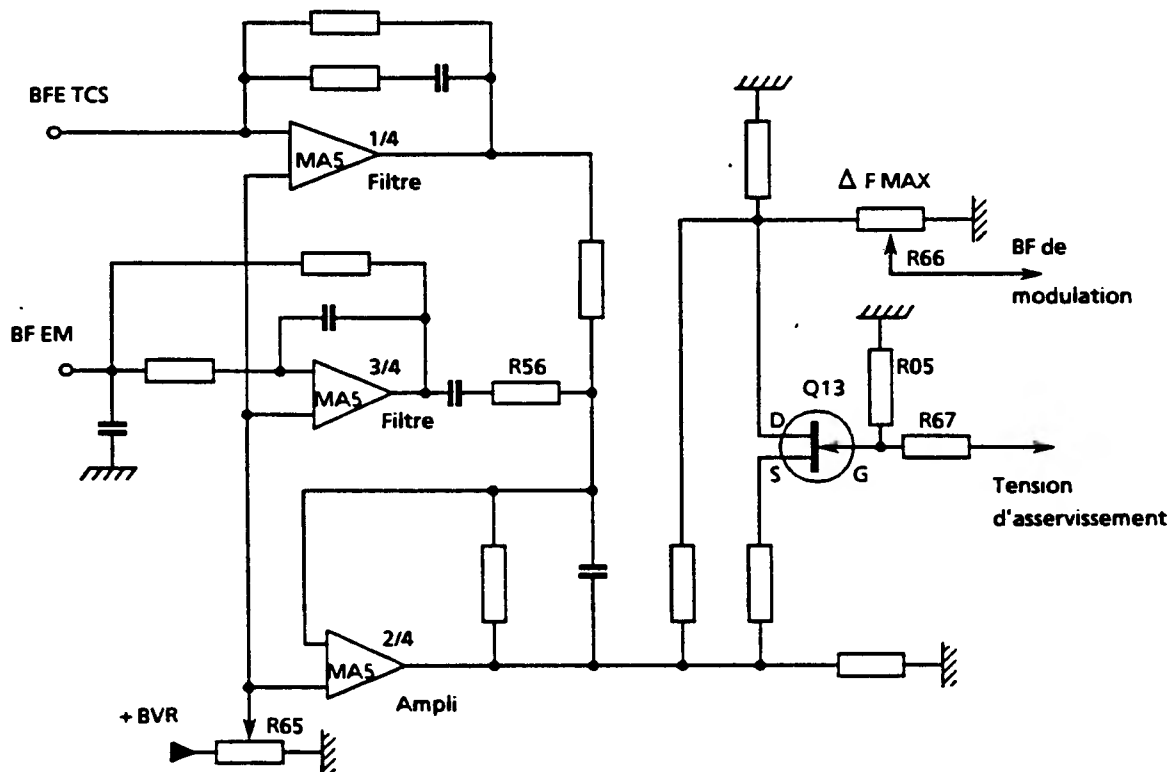 BFE TCS
1/4
MA5
Filtre
Δ F MAX
R66
BF de
modulation
BF EM
3/4
MA5
Filtre
R56
Q13
R05
D
R67
S
G
Tension
d'asservissement
2/4
MA5
Ampli
+ BVR
R65